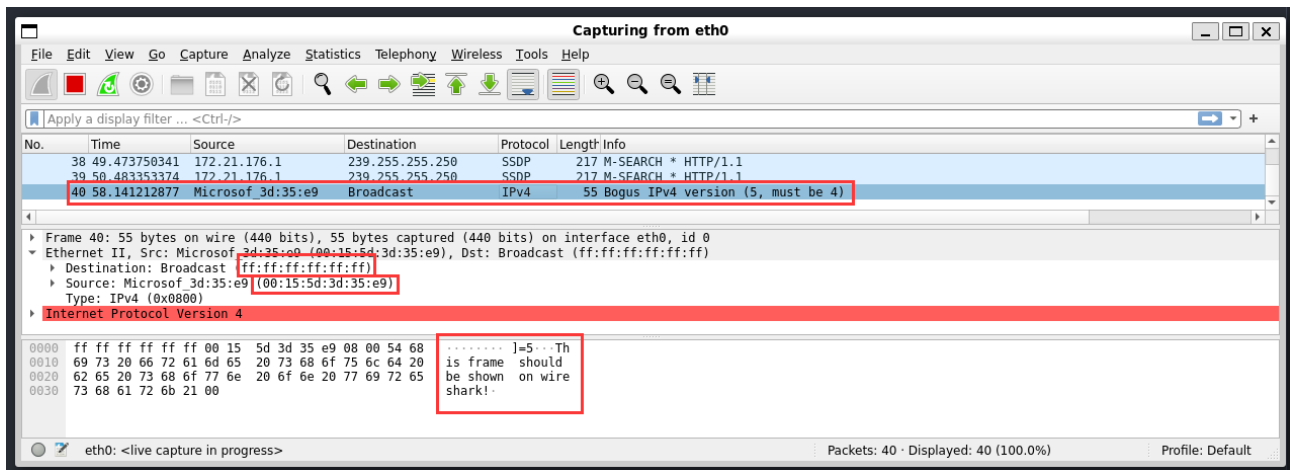 Capturing from eth0
File Edit View Go Capture Analyze Statistics Telephony Wireless Tools Help
Apply a display filter ... <Ctrl-/>
No. Time Source Destination Protocol Length Info
38 49.473750341 172.21.176.1 239.255.255.250 SSDP 217 M-SEARCH * HTTP/1.1
39 50.483353374 172.21.176.1 239.255.255.250 SSDP 217 M-SEARCH * HTTP/1.1
40 58.141212877 Microsof_3d:35:e9 Broadcast IPv4 55 Bogus IPv4 version (5, must be 4)
Frame 40: 55 bytes on wire (440 bits), 55 bytes captured (440 bits) on interface eth0, id 0
Ethernet II, Src: Microsof_3d:35:e9 (00:15:5d:3d:35:e9), Dst: Broadcast (ff:ff:ff:ff:ff:ff)
Destination: Broadcast (ff:ff:ff:ff:ff:ff)
Source: Microsof_3d:35:e9 (00:15:5d:3d:35:e9)
Type: IPv4 (0x0800)
Internet Protocol Version 4
0000 ff ff ff ff ff ff 00 15 5d 3d 35 e9 08 00 54 68 ········ ]=5···Th
0010 69 73 20 66 72 61 6d 65 20 73 68 6f 75 6c 64 20 is frame should
0020 62 65 20 73 68 6f 77 6e 20 6f 6e 20 77 69 72 65 be shown on wire
0030 73 68 61 72 6b 21 00 shark!·
eth0: <live capture in progress> Packets: 40 · Displayed: 40 (100.0%) Profile: Default